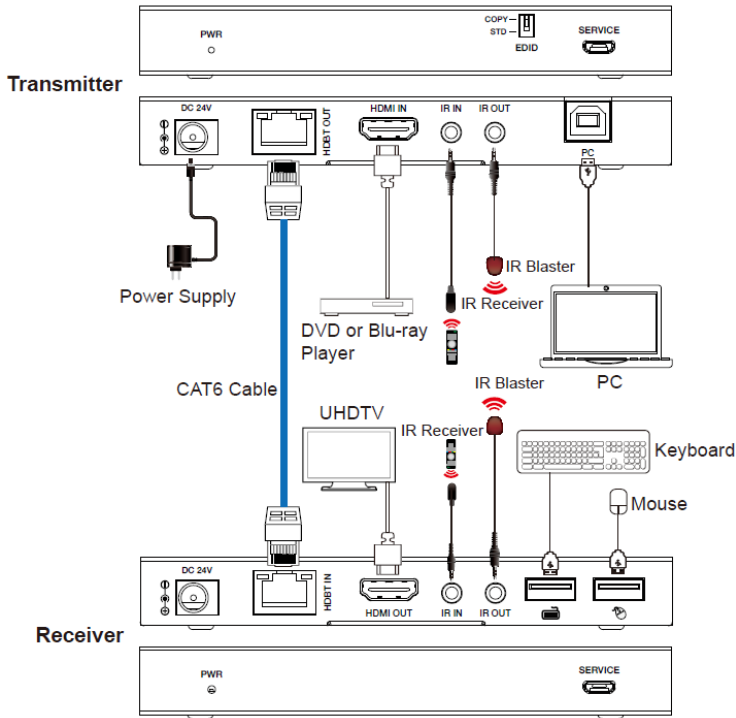 COPY
STD
EDID
PWR
SERVICE
Transmitter
DC 24V
HDBT OUT
HDMI IN
IR IN
IR OUT
PC
IR Blaster
IR Receiver
Power Supply
DVD or Blu-ray
Player
PC
CAT6 Cable
IR Blaster
UHDTV
IR Receiver
Keyboard
Mouse
DC 24V
HDBT IN
HDMI OUT
IR IN
IR OUT
Receiver
PWR
SERVICE